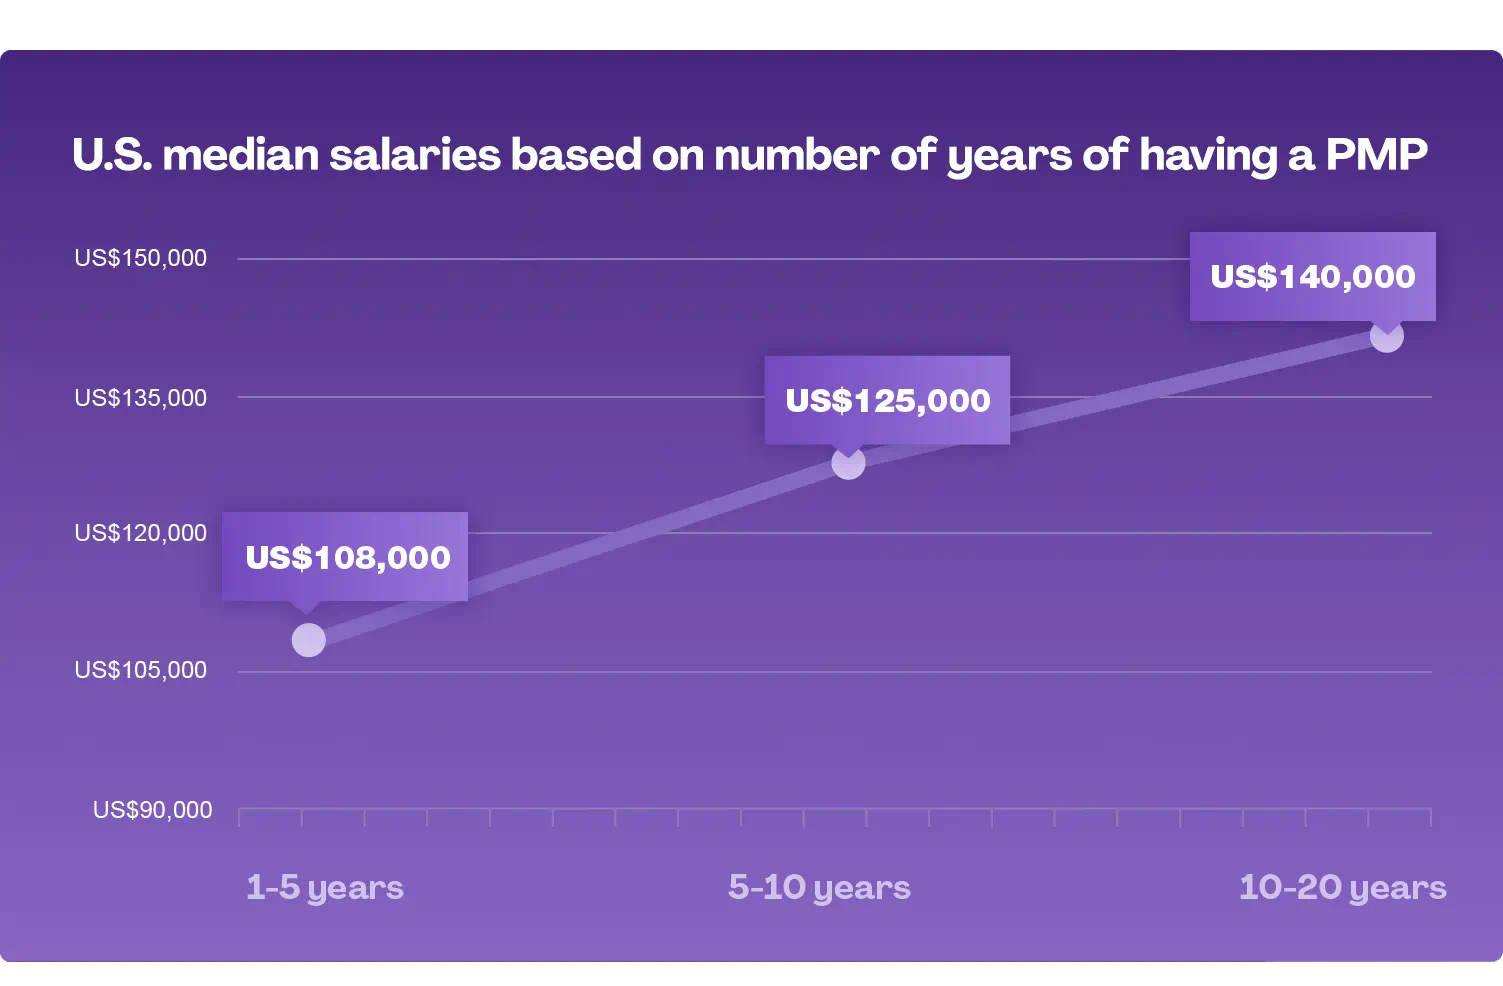 U.S. median salaries based on number of years of having a PMP
US$150,000
US$140,000
US$135,000
US$125,000
US$120,000
US$108,000
US$105,000
US$90,000
1-5 years
5-10 years
10-20 years